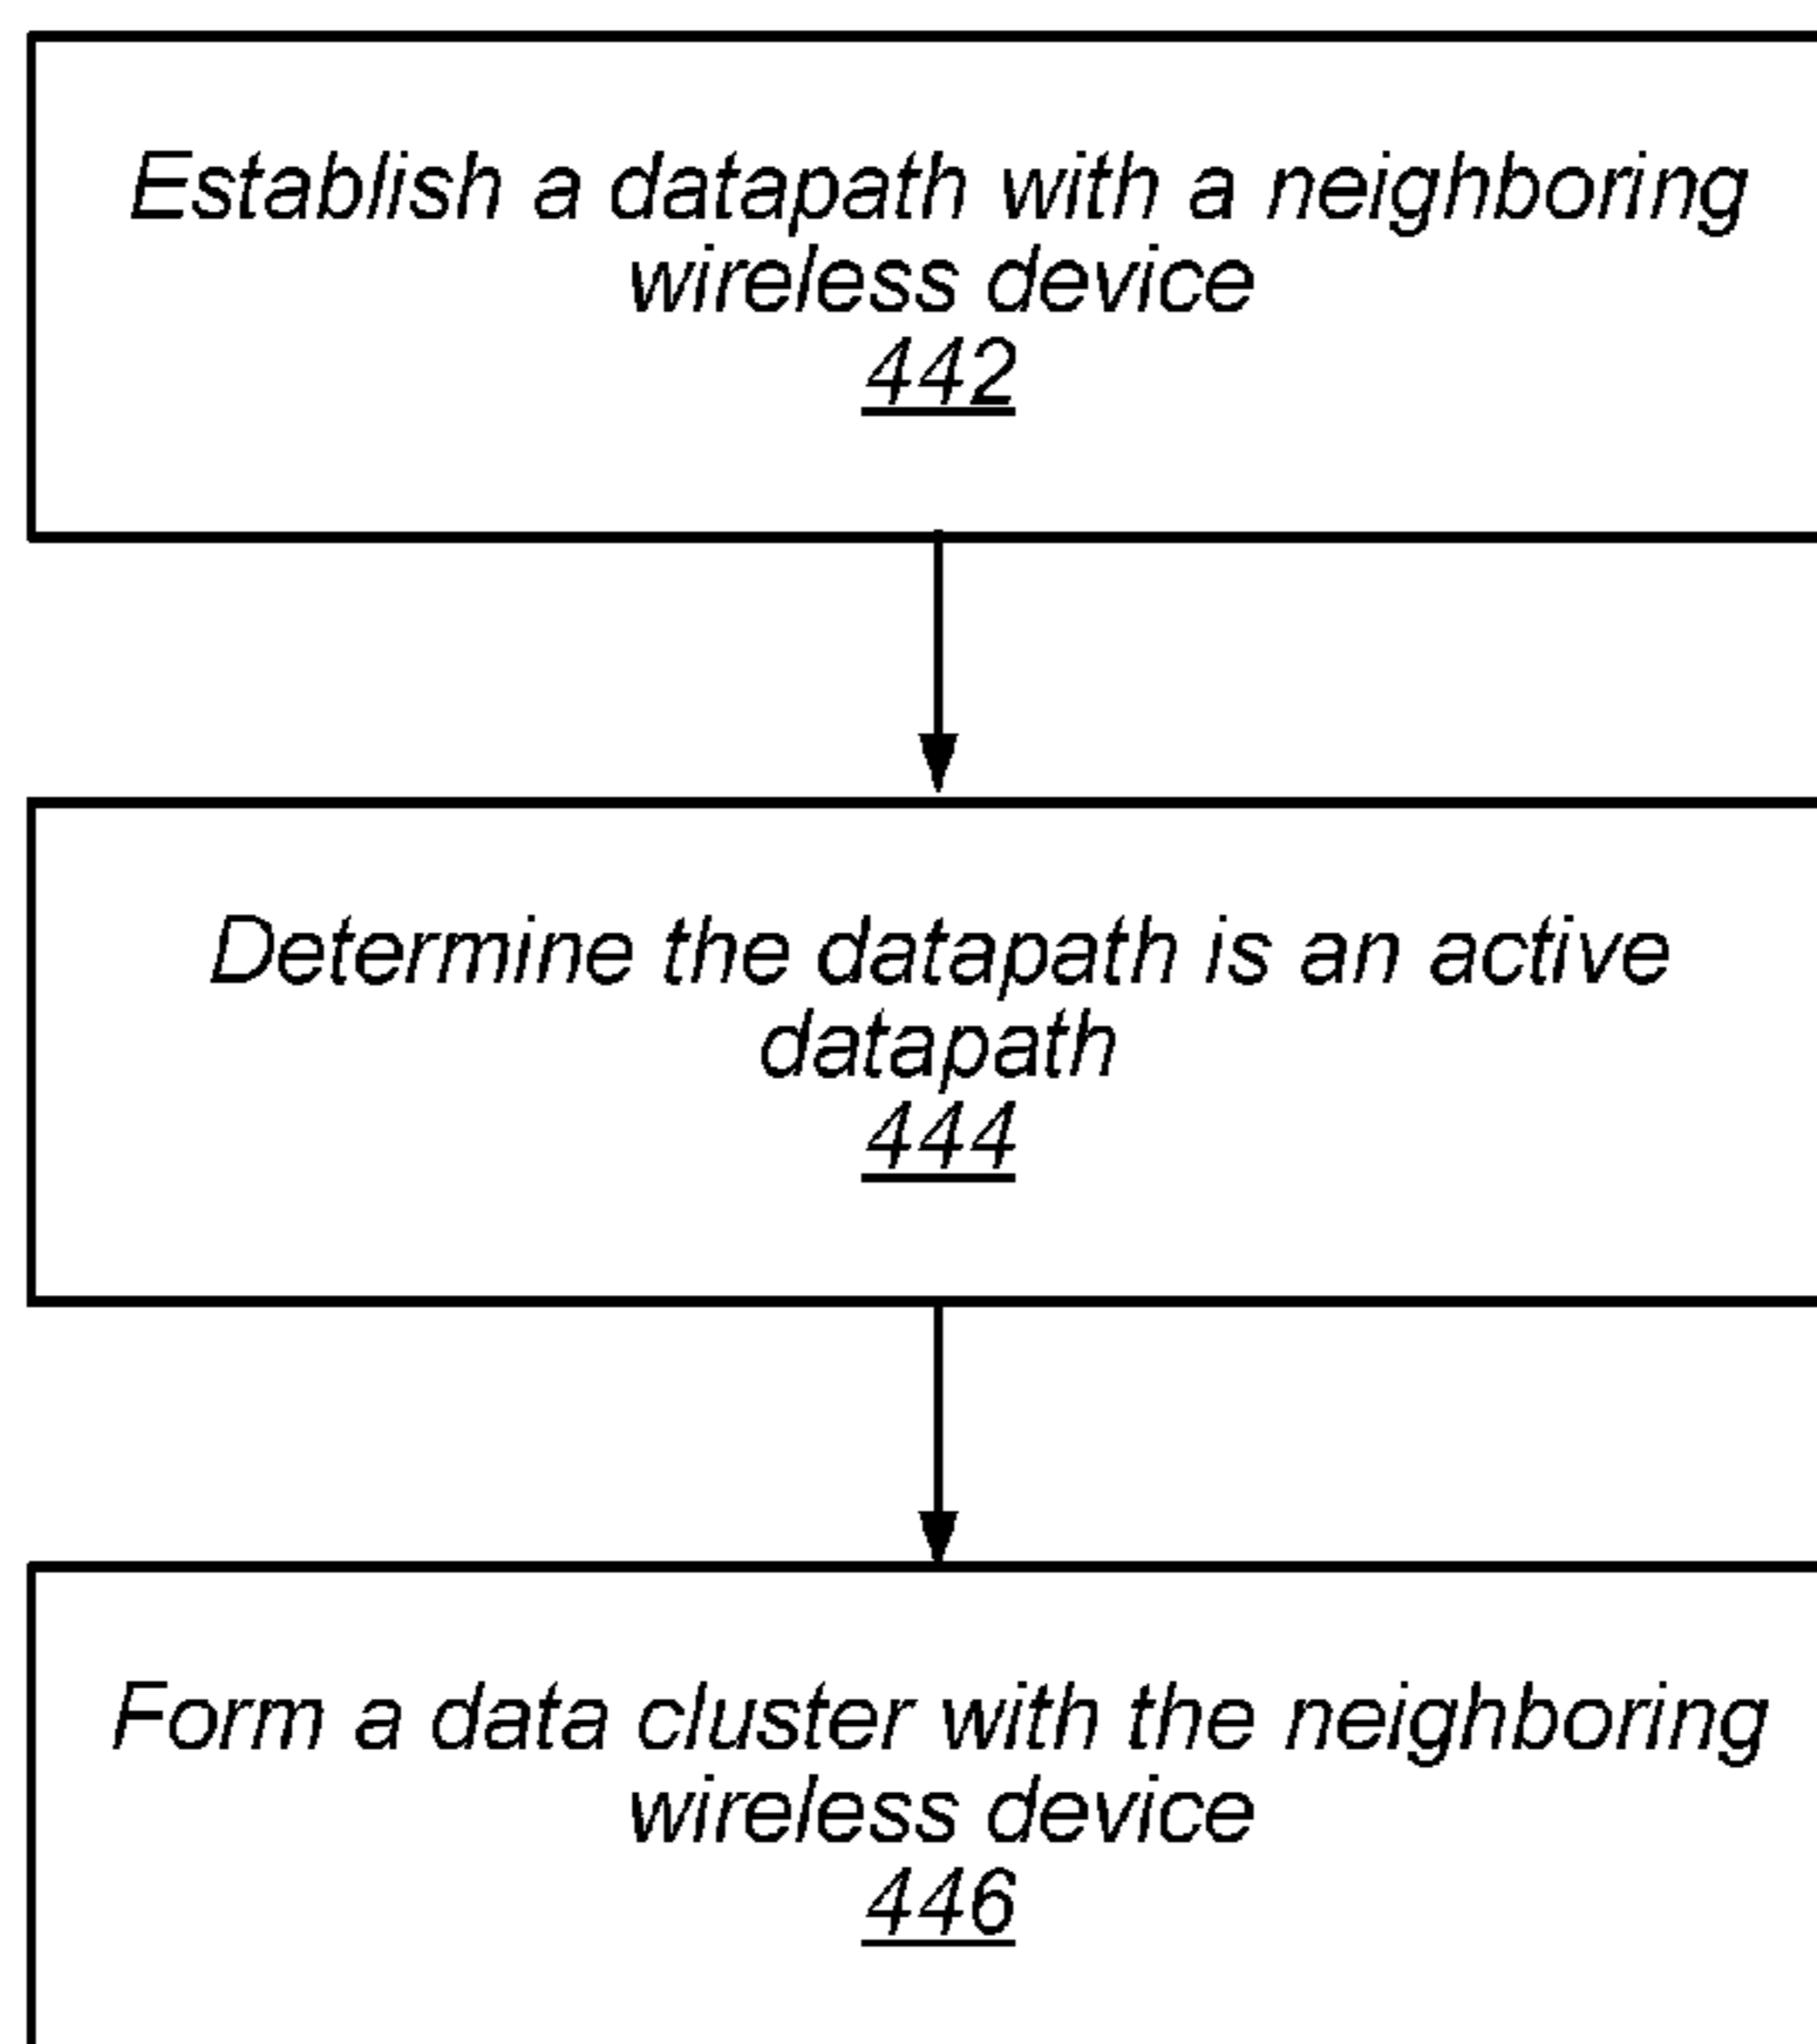 Establish a datapath with a neighboring
wireless device
442
Determine the datapath is an active
datapath
444
Form a data cluster with the neighboring
wireless device
446